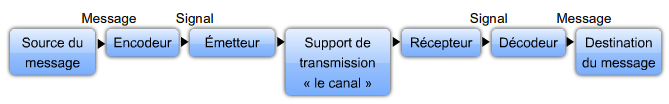 Message Signal Signal Message
Source du
message
Encodeur
Émetteur
Support de
transmission
« le canal »
Récepteur
Décodeur
Destination
du message